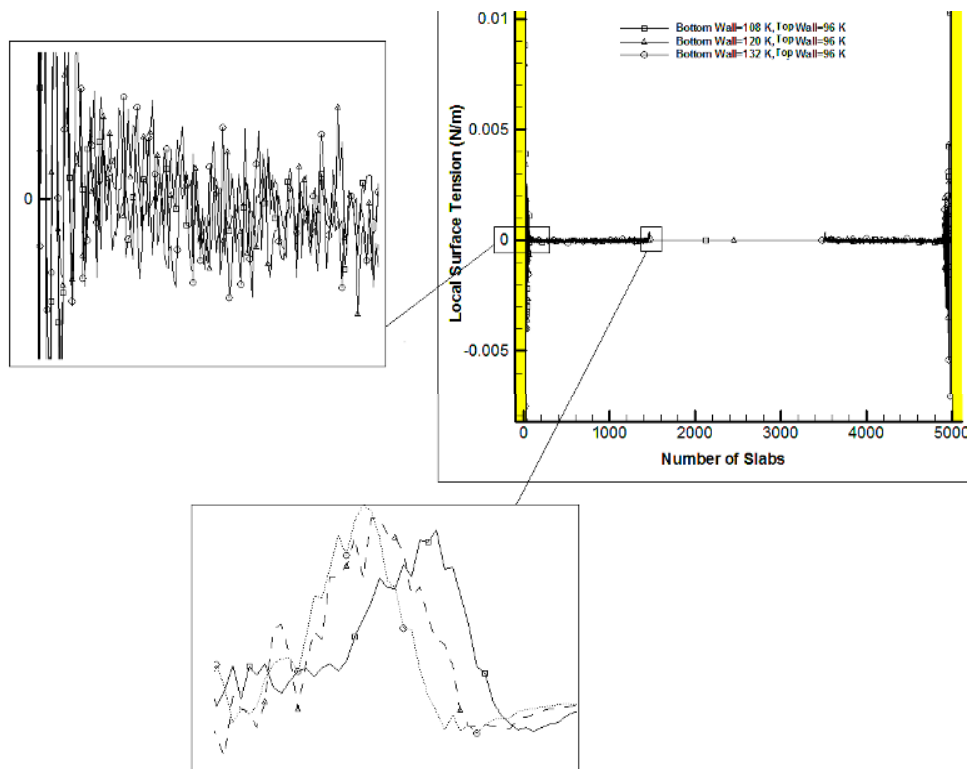 0.01
Bottom Wall=108 K, Top Wall=96 K
Bottom Wall=120 K, Top Wall=96 K
Bottom Wall=132 K, Top Wall=96 K
0.005
0
0
-0.005
Local Surface Tension (N/m)
0 1000 2000 3000 4000 5000
Number of Slabs